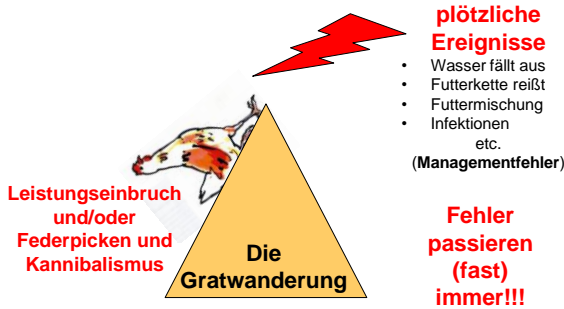 plötzliche
Ereignisse
• Wasser fällt aus
• Futterkette reißt
• Futtermischung
• Infektionen
etc.
(Managementfehler)
Leistungseinbruch
und/oder
Federpicken und
Kannibalismus
Die
Gratwanderung
Fehler
passieren
(fast)
immer!!!